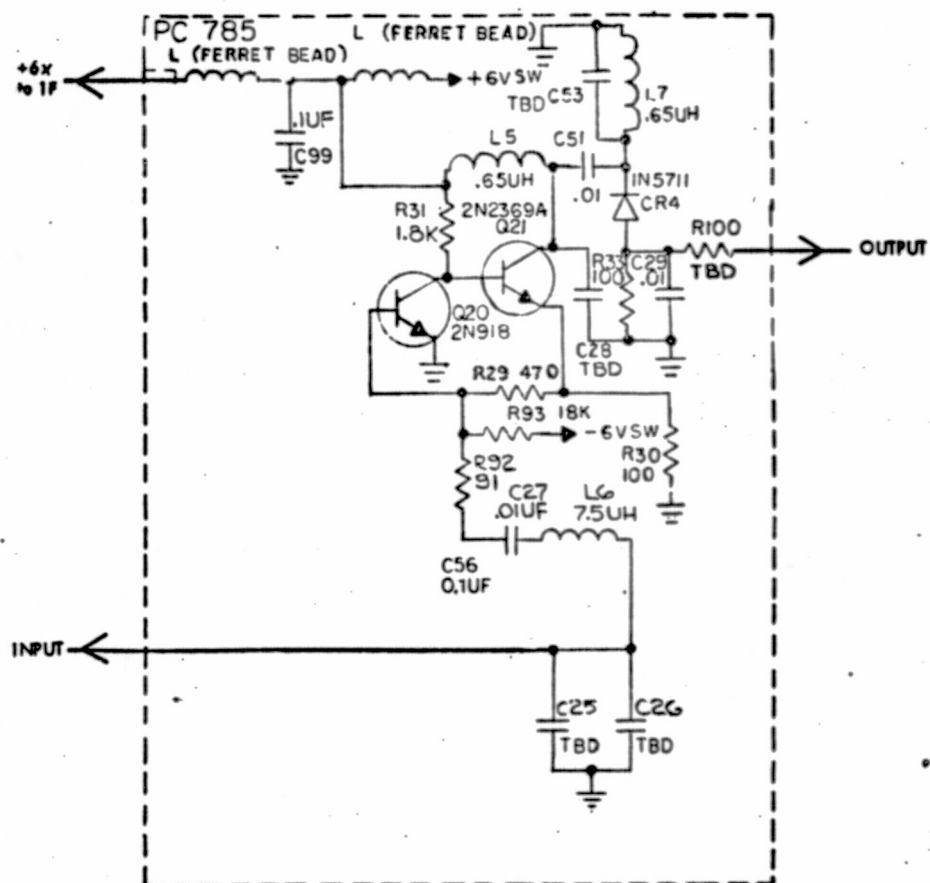 PC 785
L (FERRET BEAD)
L (FERRET BEAD)
+6x
to 1F
+6VSW
TBD C53
L7
.65UH
.1UF
C99
L5
.65UH
C51
.01
1N5711
CR4
R31
1.8K
2N2369A
Q21
R100
TBD
OUTPUT
R33
100
C29
.01
Q20
2N918
C28
TBD
R29 470
R93 18K
-6VSW
R30
100
R92
91
C27
.01UF
L6
7.5UH
C56
0.1UF
INPUT
C25
TBD
C26
TBD